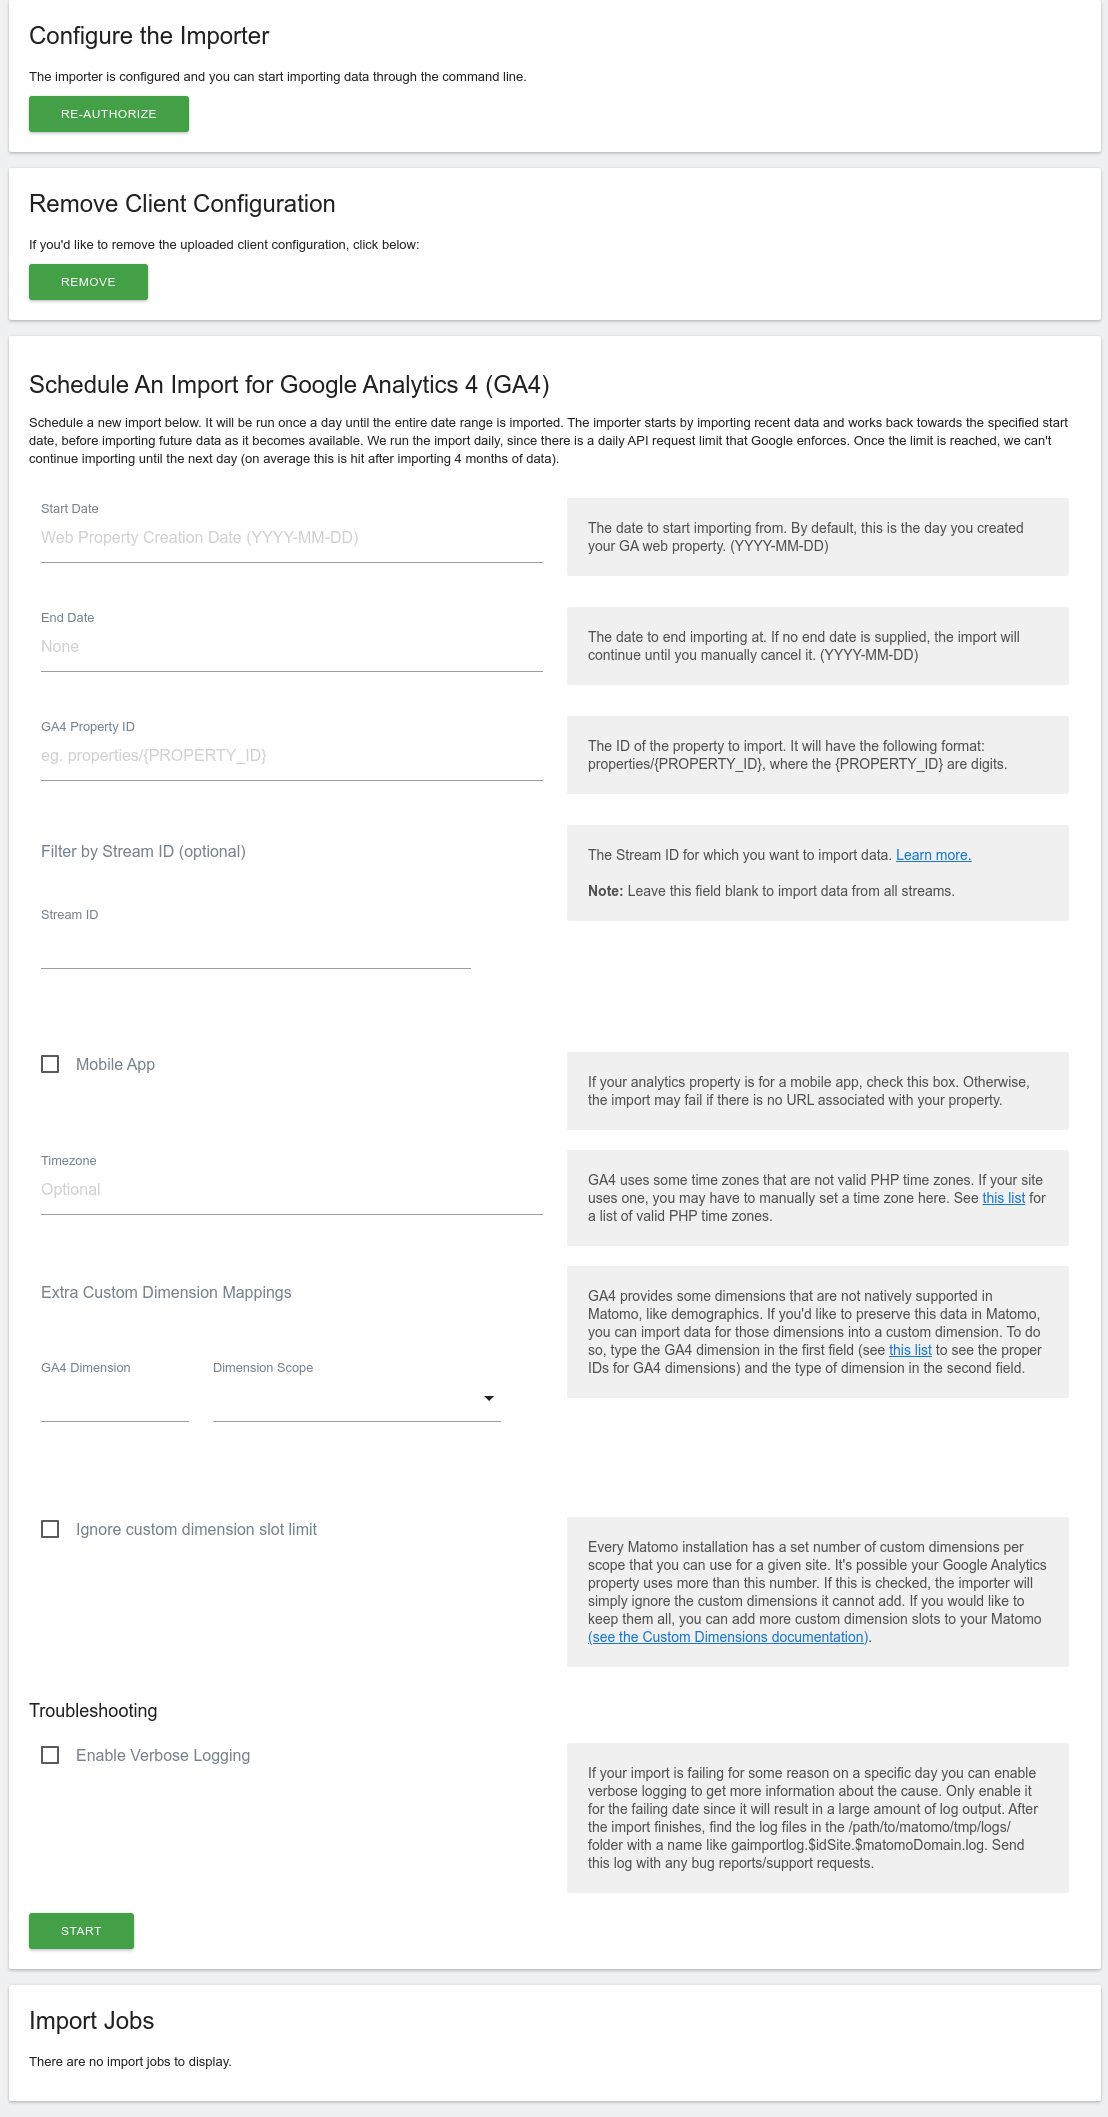 Configure the Importer
The importer is configured and you can start importing data through the command line.
RE-AUTHORIZE
Remove Client Configuration
If you'd like to remove the uploaded client configuration, click below:
REMOVE
Schedule An Import for Google Analytics 4 (GA4)
Schedule a new import below. It will be run once a day until the entire date range is imported. The importer starts by importing recent data and works back towards the specified start
date, before importing future data as it becomes available. We run the import daily, since there is a daily API request limit that Google enforces. Once the limit is reached, we can't
continue importing until the next day (on average this is hit after importing 4 months of data).
Start Date
Web Property Creation Date (YYYY-MM-DD)
The date to start importing from. By default, this is the day you created
your GA web property. (YYYY-MM-DD)
End Date
None
The date to end importing at. If no end date is supplied, the import will
continue until you manually cancel it. (YYYY-MM-DD)
GA4 Property ID
eg. properties/{PROPERTY_ID}
The ID of the property to import. It will have the following format:
properties/{PROPERTY_ID}, where the {PROPERTY_ID} are digits.
Filter by Stream ID (optional)
Stream ID
The Stream ID for which you want to import data. Learn more.
Note: Leave this field blank to import data from all streams.
Mobile App
If your analytics property is for a mobile app, check this box. Otherwise,
the import may fail if there is no URL associated with your property.
Timezone
Optional
GA4 uses some time zones that are not valid PHP time zones. If your site
uses one, you may have to manually set a time zone here. See this list for
a list of valid PHP time zones.
Extra Custom Dimension Mappings
GA4 Dimension
Dimension Scope
GA4 provides some dimensions that are not natively supported in
Matomo, like demographics. If you'd like to preserve this data in Matomo,
you can import data for those dimensions into a custom dimension. To do
so, type the GA4 dimension in the first field (see this list to see the proper
IDs for GA4 dimensions) and the type of dimension in the second field.
Ignore custom dimension slot limit
Every Matomo installation has a set number of custom dimensions per
scope that you can use for a given site. It's possible your Google Analytics
property uses more than this number. If this is checked, the importer will
simply ignore the custom dimensions it cannot add. If you would like to
keep them all, you can add more custom dimension slots to your Matomo
(see the Custom Dimensions documentation).
Troubleshooting
Enable Verbose Logging
If your import is failing for some reason on a specific day you can enable
verbose logging to get more information about the cause. Only enable it
for the failing date since it will result in a large amount of log output. After
the import finishes, find the log files in the /path/to/matomo/tmp/logs/
folder with a name like gaimportlog.$idSite.$matomoDomain.log. Send
this log with any bug reports/support requests.
START
Import Jobs
There are no import jobs to display.